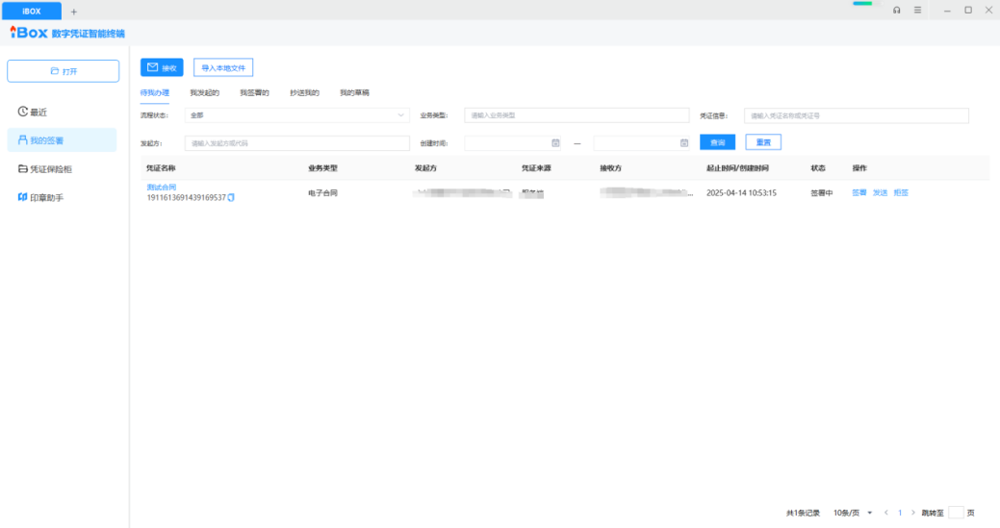 iBOX
+
iBox 数字凭证智能终端
打开
最近
我的签署
凭证保险柜
印章助手
接收 导入本地文件
待我办理 我发起的 我签署的 抄送我的 我的草稿
流程状态: 全部 业务类型: 请输入业务类型 凭证信息: 请输入凭证名称或凭证号
发起方: 请输入发起方或代码 创建时间: — 查询 重置
凭证名称 业务类型 发起方 凭证来源 接收方 起止时间/创建时间 状态 操作
测试合同
1911613691439169537 电子合同 ... 2025-04-14 10:53:15 签署中 签署 发送 拒签
共1条记录 10条/页 1 跳转至 页